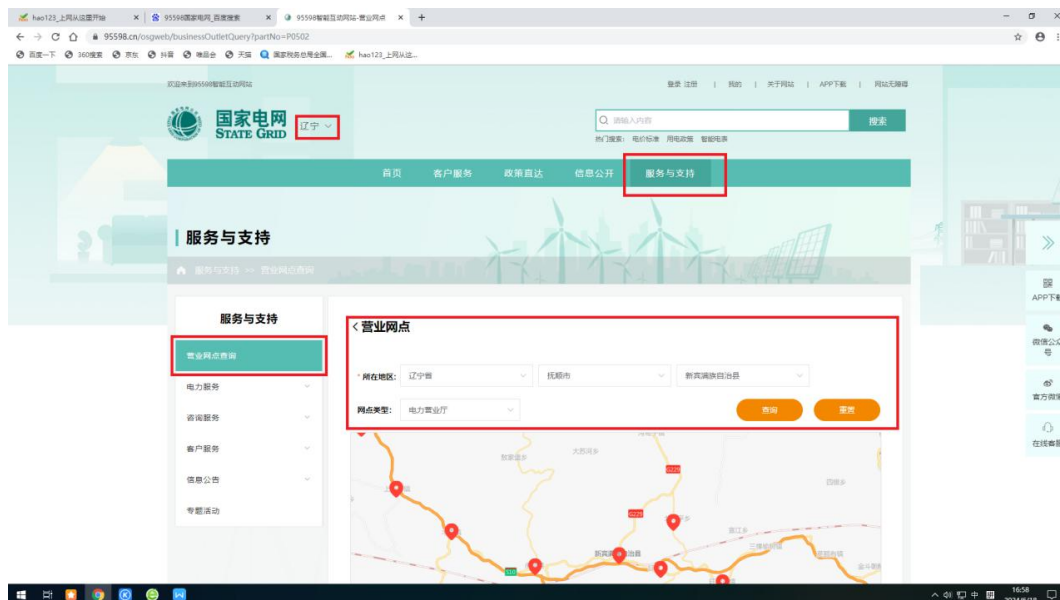 hao123_上网从这里开始
95598国家电网_百度搜索
95598智能互动网站-营业网点
95598.cn/osgweb/businessOutletQuery?partNo=P0502
百度一下 360搜索 京东 抖音 唯品会 天猫 国家税务总局全国... hao123_上网从这...
欢迎来到95598智能互动网站
登录 注册 | 我的 | 关于网站 | APP下载 | 网站无障碍
国家电网
STATE GRID
辽宁
请输入内容
搜索
热门搜索: 电价标准 用电政策 智能电表
首页 客户服务 政策直达 信息公开 服务与支持
服务与支持
服务与支持 >> 营业网点查询
APP下载
微信公众号
官方微博
在线客服
服务与支持
营业网点查询
电力服务
咨询服务
客户服务
信息公告
专题活动
<营业网点
* 所在地区: 辽宁省 抚顺市 新宾满族自治县
网点类型: 电力营业厅
查询 重置
大苏河乡
G229
G229
四维乡
16:58
中